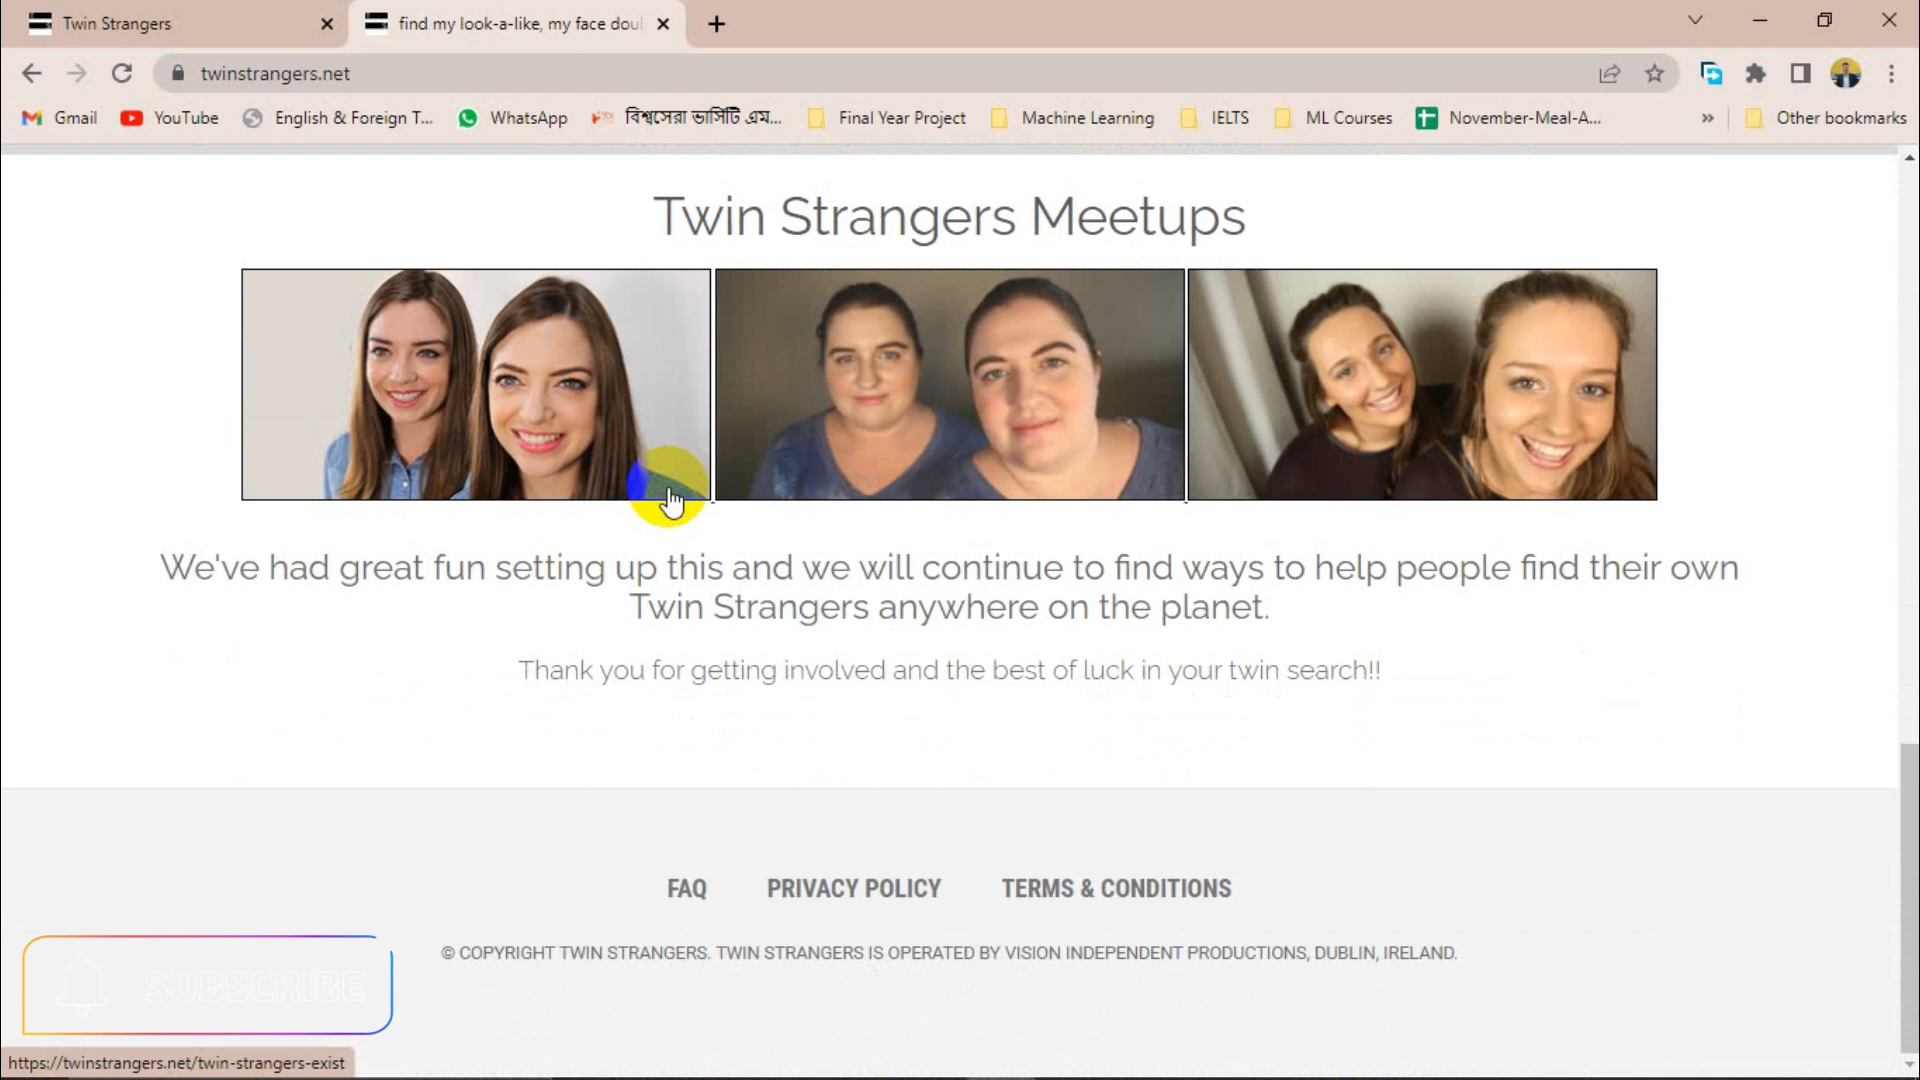 Twin Strangers
find my look-a-like, my face doul
twinstrangers.net
Gmail
YouTube
English & Foreign T...
WhatsApp
বিশ্বসেরা ভার্সিটি এম...
Final Year Project
Machine Learning
IELTS
ML Courses
November-Meal-A...
»
Other bookmarks
Twin Strangers Meetups
We've had great fun setting up this and we will continue to find ways to help people find their own
Twin Strangers anywhere on the planet.
Thank you for getting involved and the best of luck in your twin search!!
FAQ
PRIVACY POLICY
TERMS & CONDITIONS
© COPYRIGHT TWIN STRANGERS. TWIN STRANGERS IS OPERATED BY VISION INDEPENDENT PRODUCTIONS, DUBLIN, IRELAND.
SUBSCRIBE
https://twinstrangers.net/twin-strangers-exist